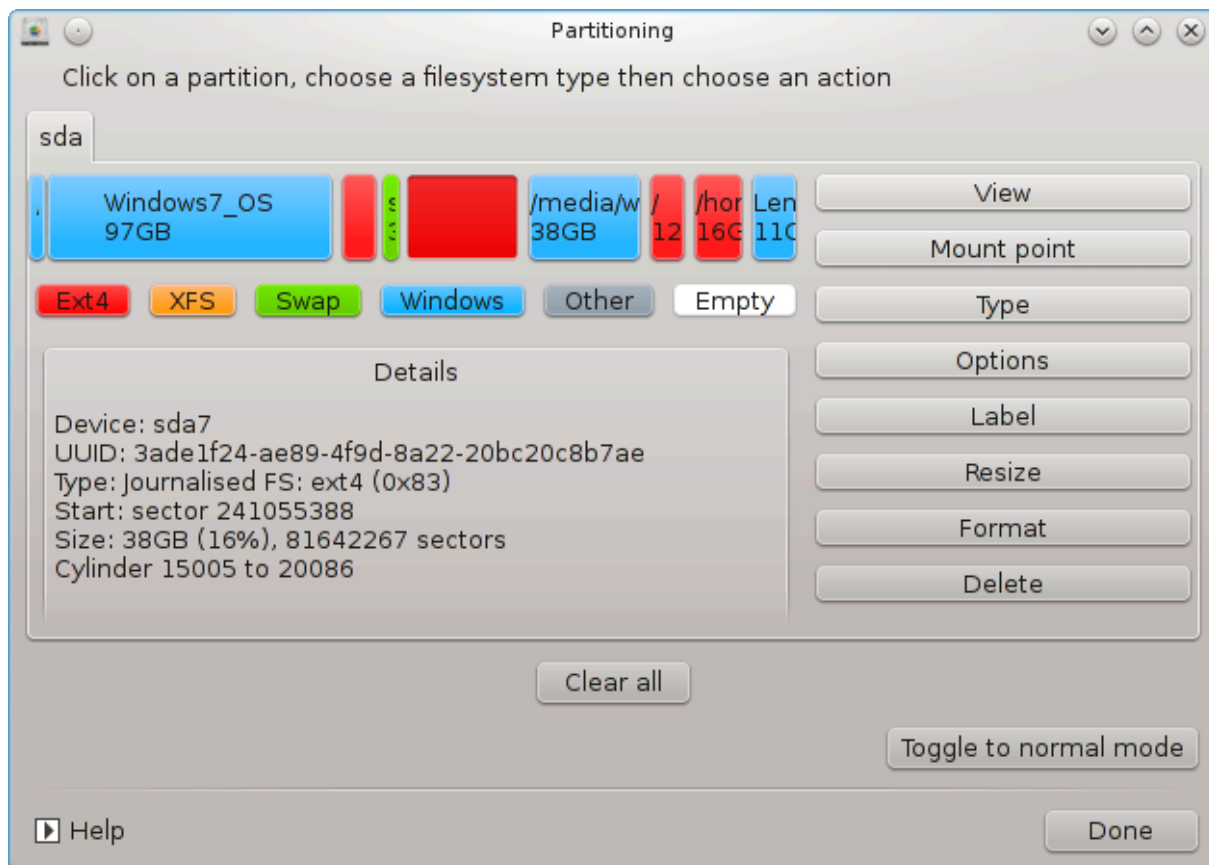 Partitioning
Click on a partition, choose a filesystem type then choose an action
sda
Windows7_OS
97GB
/media/w
38GB
/
12
/hor
16G
Len
11G
Ext4
XFS
Swap
Windows
Other
Empty
Details
Device: sda7
UUID: 3ade1f24-ae89-4f9d-8a22-20bc20c8b7ae
Type: Journalised FS: ext4 (0x83)
Start: sector 241055388
Size: 38GB (16%), 81642267 sectors
Cylinder 15005 to 20086
View
Mount point
Type
Options
Label
Resize
Format
Delete
Clear all
Toggle to normal mode
Help
Done